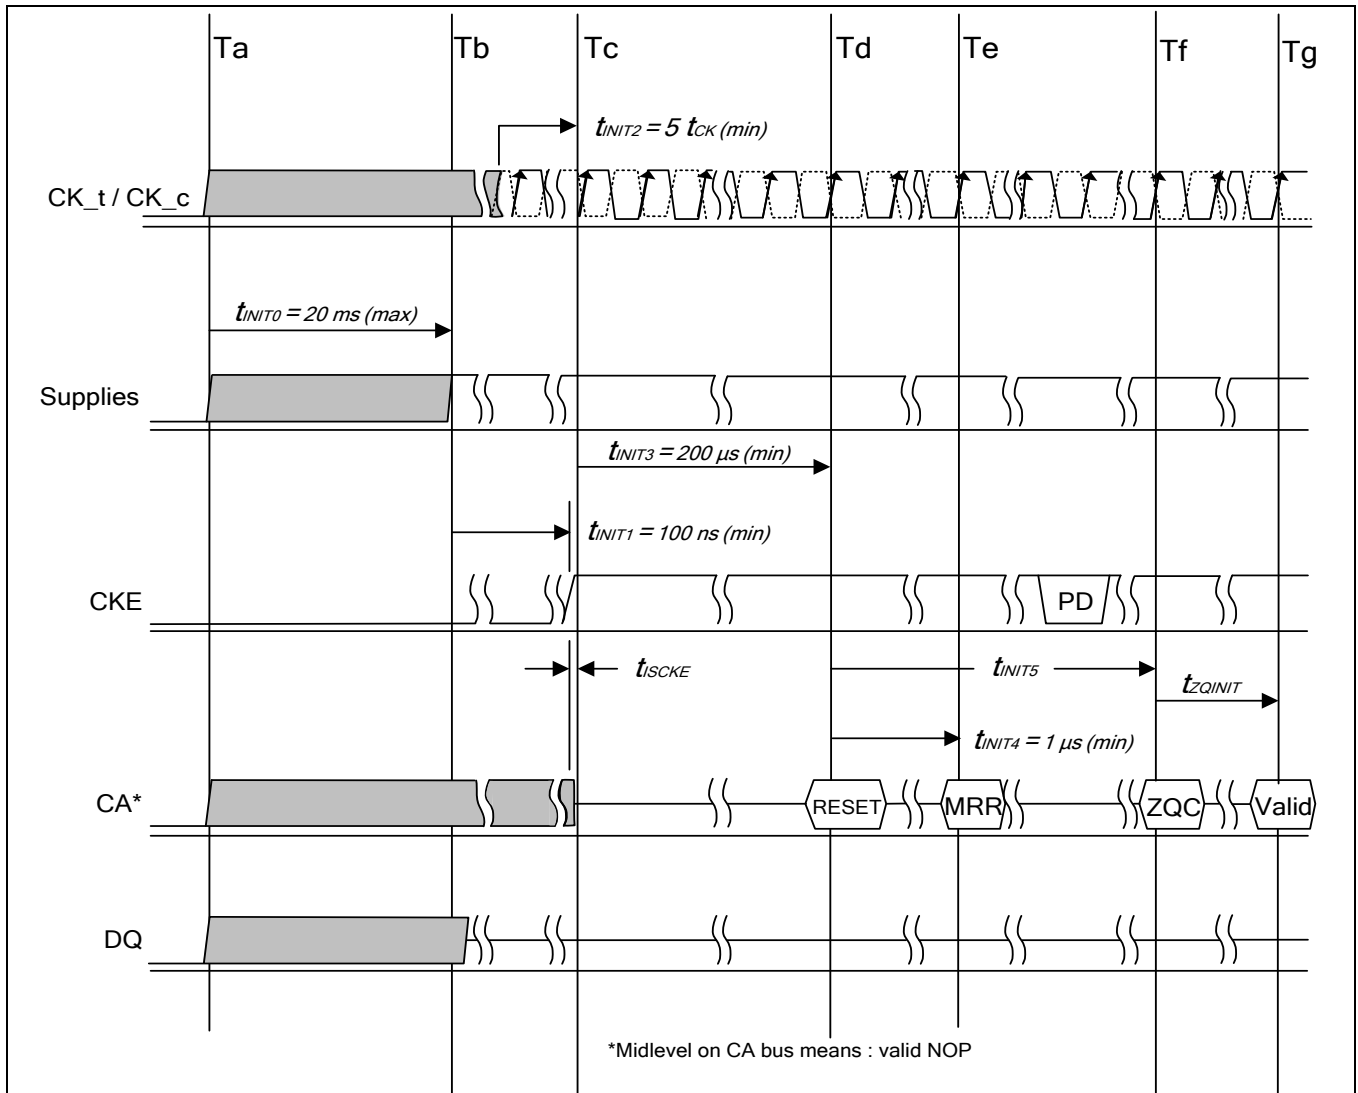 Ta Tb Tc Td Te Tf Tg
tINIT2 = 5 tCK (min)
CK_t / CK_c
tINIT0 = 20 ms (max)
Supplies
tINIT3 = 200 µs (min)
tINIT1 = 100 ns (min)
CKE
PD
tISCKE
tINIT5
tZQINIT
tINIT4 = 1 µs (min)
CA*
RESET MRR ZQC Valid
DQ
*Midlevel on CA bus means : valid NOP